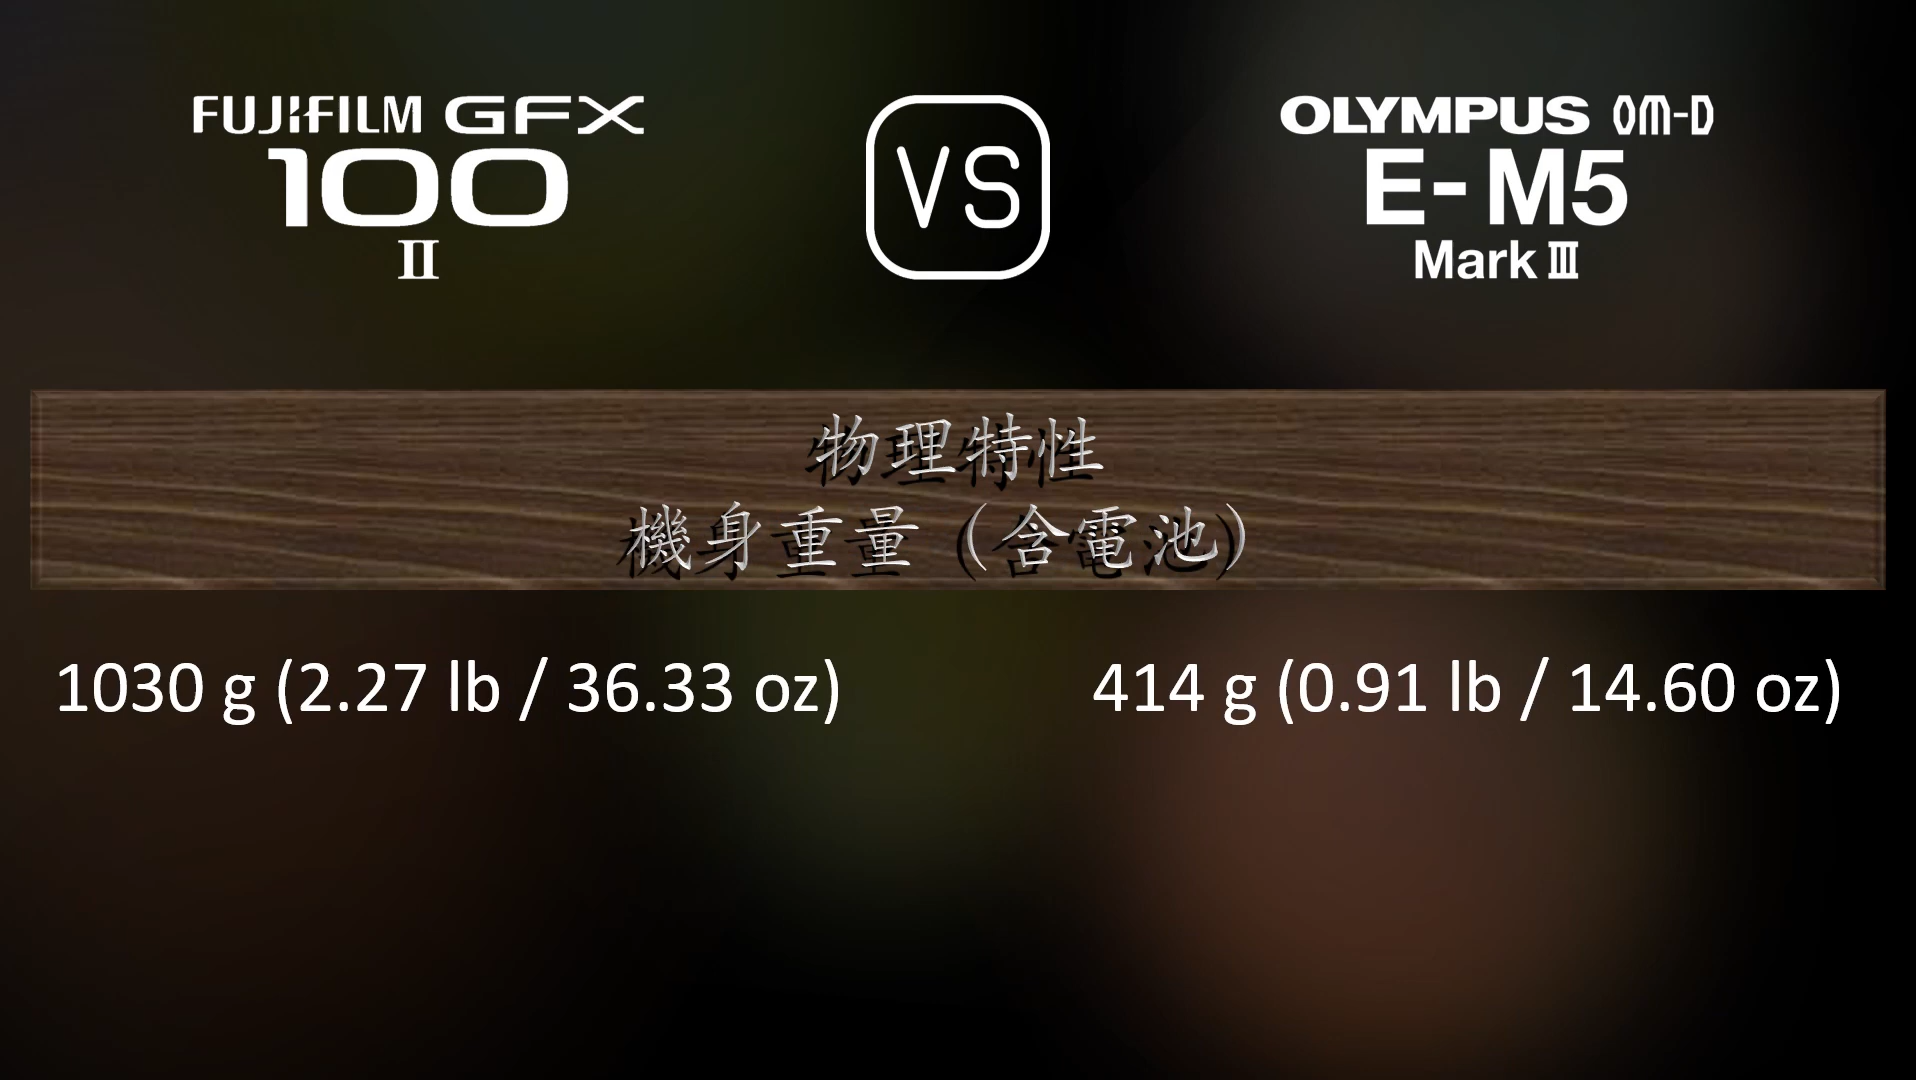 FUJIFILM GFX
100
II
VS
OLYMPUS OM-D
E-M5
Mark III
物理特性
機身重量（含電池）
1030 g (2.27 lb / 36.33 oz)
414 g (0.91 lb / 14.60 oz)